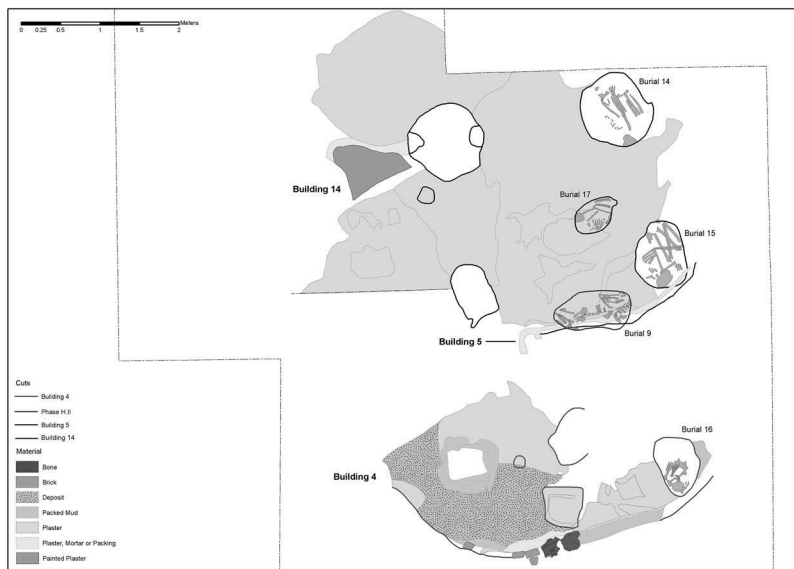 Meters
0 0.25 0.5 1 1.5 2
Burial 14
Building 14
Burial 17
Burial 15
Building 5
Burial 9
Burial 16
Building 4
Cuts
Building 4
Phase H.II
Building 5
Building 14
Material
Bone
Brick
Deposit
Packed Mud
Plaster
Plaster, Mortar or Packing
Painted Plaster